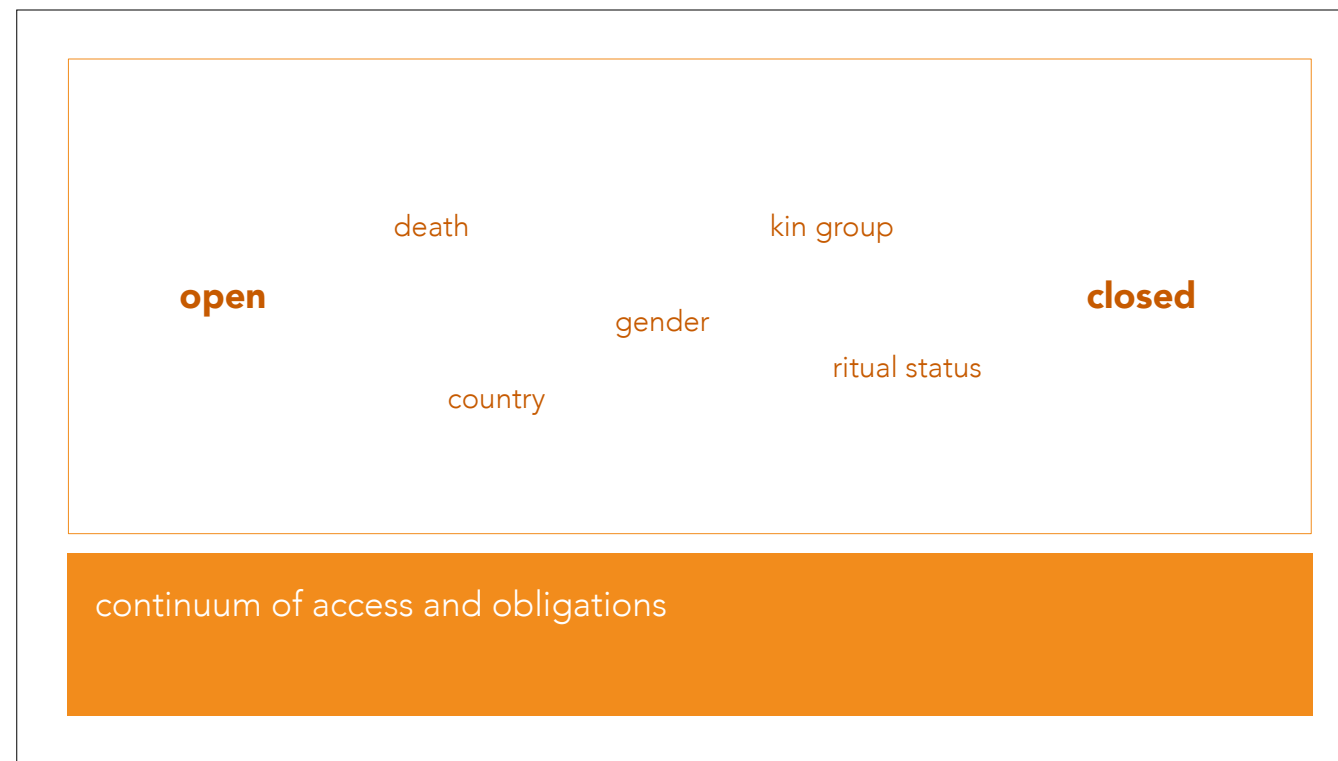 death
kin group
open
closed
gender
ritual status
country
continuum of access and obligations